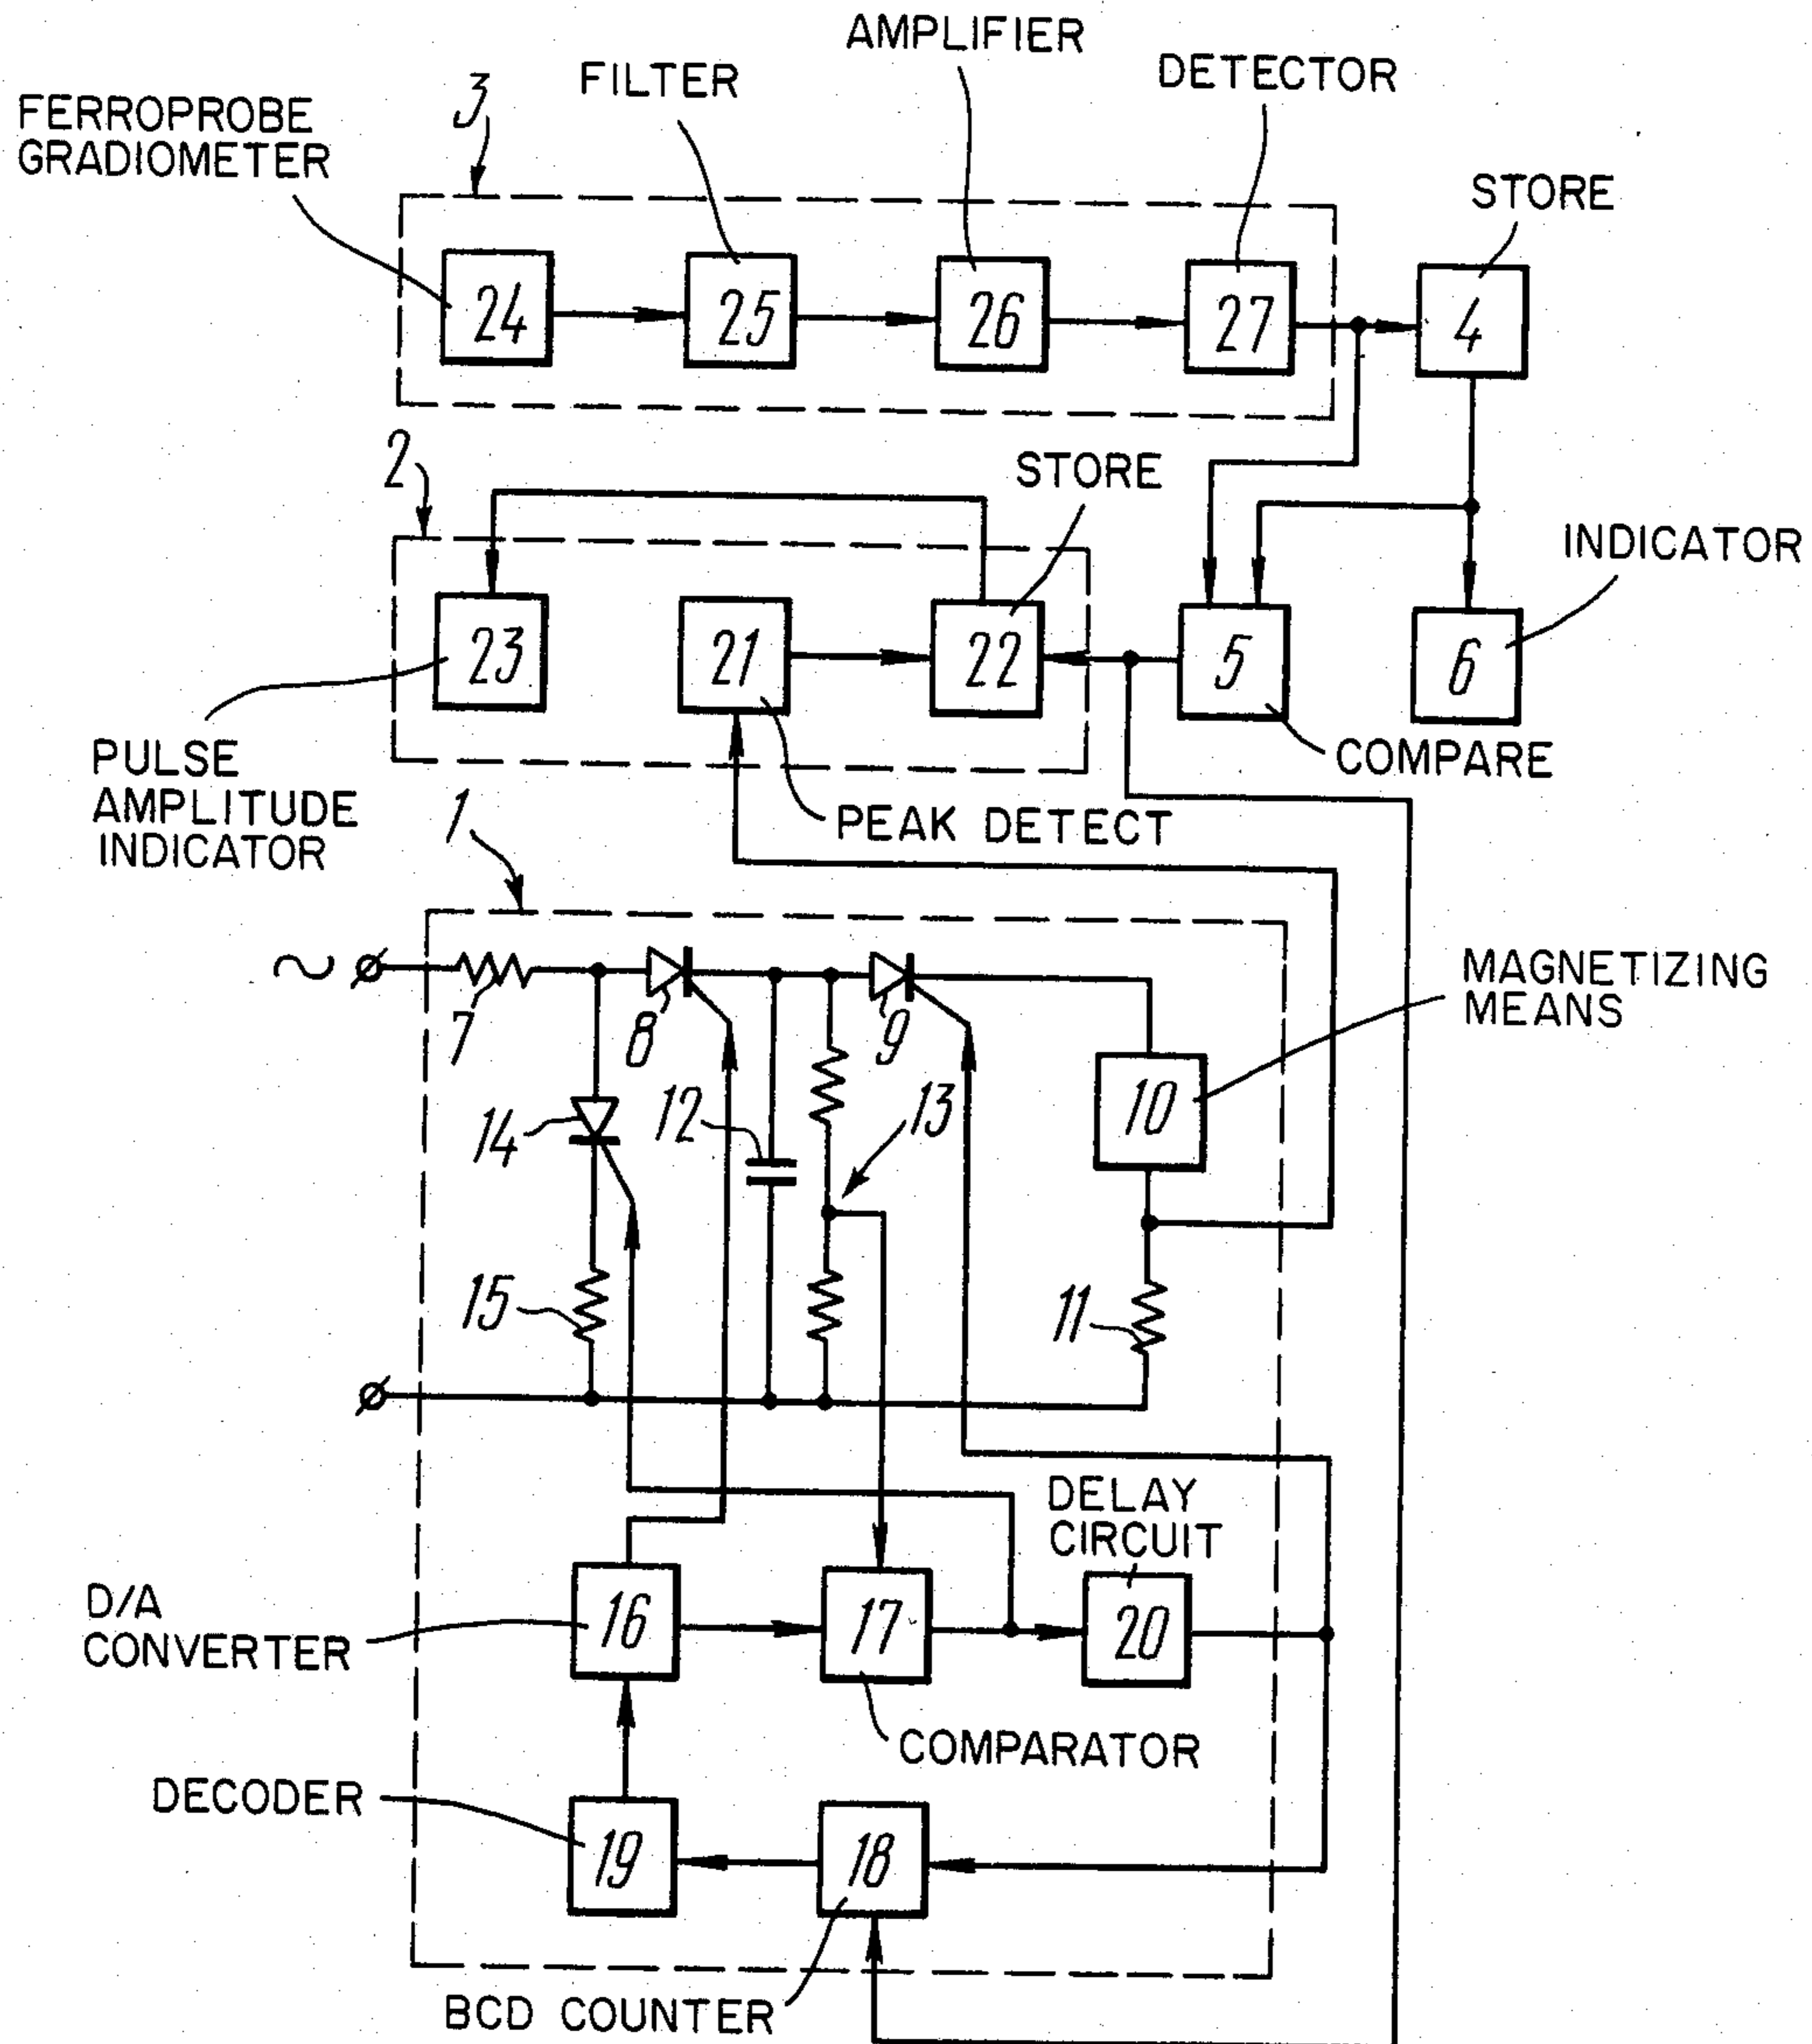 AMPLIFIER
FILTER
DETECTOR
3
FERROPROBE
GRADIOMETER
STORE
24
25
26
27
4
2
STORE
INDICATOR
23
21
22
5
6
PULSE
AMPLITUDE
INDICATOR
COMPARE
PEAK DETECT
1
7
8
9
MAGNETIZING
MEANS
14
12
13
10
15
11
DELAY
CIRCUIT
D/A
CONVERTER
16
17
20
COMPARATOR
DECODER
19
18
BCD COUNTER